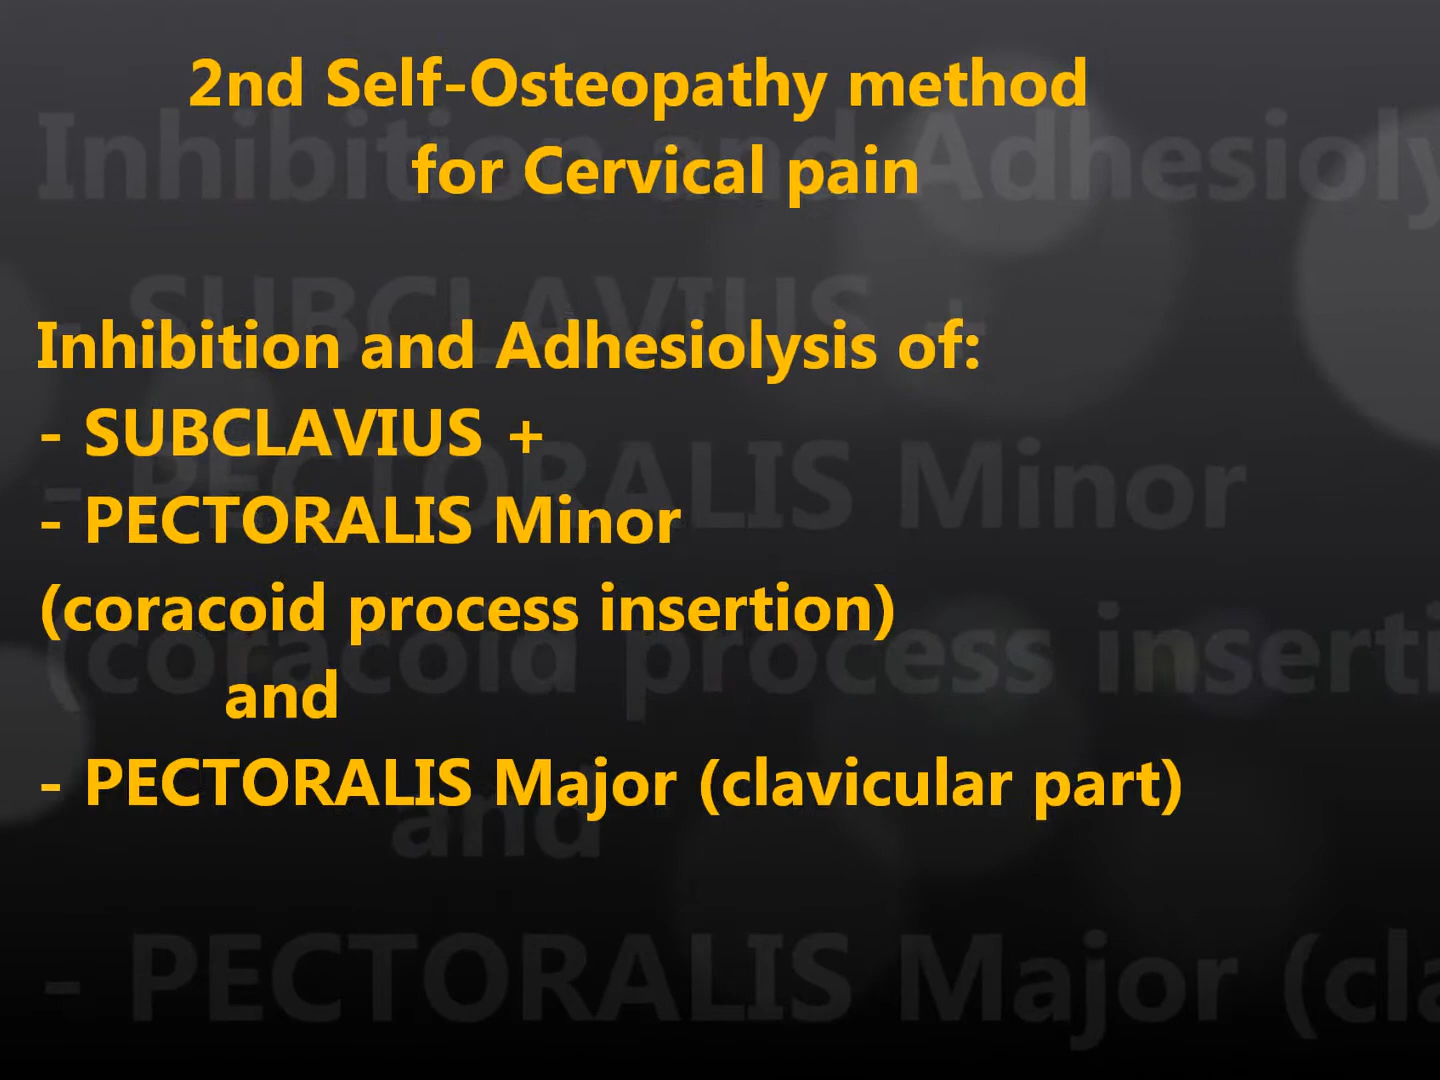 2nd Self-Osteopathy method
for Cervical pain
Inhibition and Adhesiolysis of:
- SUBCLAVIUS +
- PECTORALIS Minor
(coracoid process insertion)
and
- PECTORALIS Major (clavicular part)